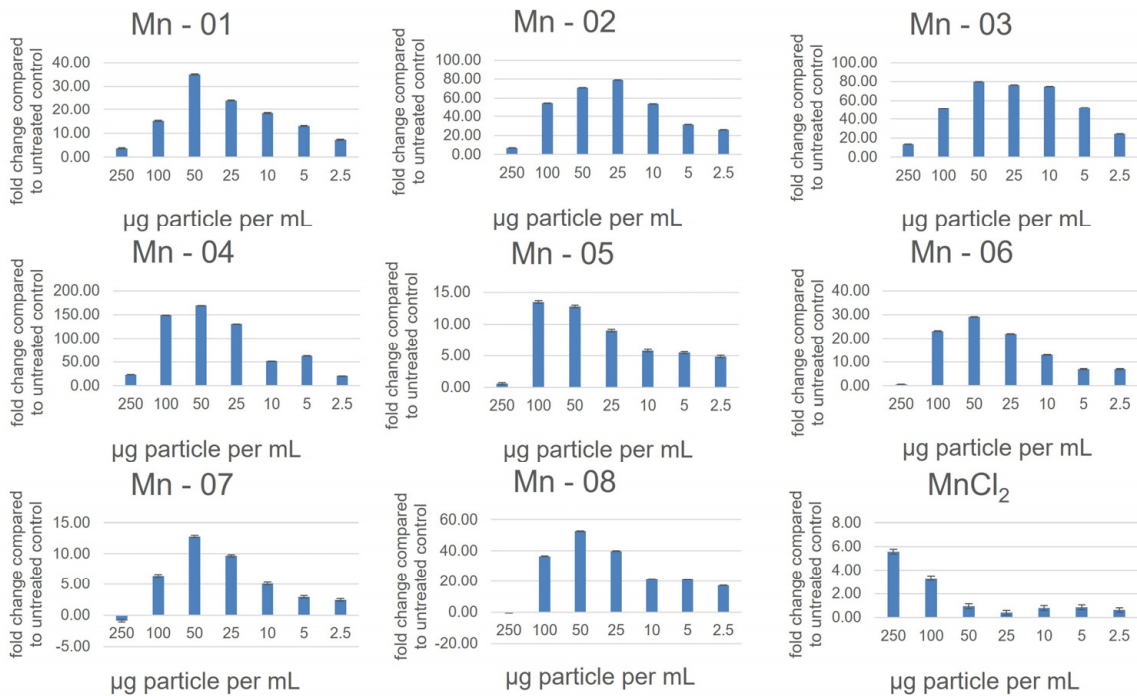 Mn - 01
fold change compared
to untreated control
40.00
30.00
20.00
10.00
0.00
250 100 50 25 10 5 2.5
µg particle per mL
Mn - 02
fold change compared
to untreated control
100.00
80.00
60.00
40.00
20.00
0.00
250 100 50 25 10 5 2.5
µg particle per mL
Mn - 03
fold change compared
to untreated control
100.00
80.00
60.00
40.00
20.00
0.00
250 100 50 25 10 5 2.5
µg particle per mL
Mn - 04
fold change compared
to untreated control
200.00
150.00
100.00
50.00
0.00
250 100 50 25 10 5 2.5
µg particle per mL
Mn - 05
fold change compared
to untreated control
15.00
10.00
5.00
0.00
250 100 50 25 10 5 2.5
µg particle per mL
Mn - 06
fold change compared
to untreated control
40.00
30.00
20.00
10.00
0.00
250 100 50 25 10 5 2.5
µg particle per mL
Mn - 07
fold change compared
to untreated control
15.00
10.00
5.00
0.00
-5.00
250 100 50 25 10 5 2.5
µg particle per mL
Mn - 08
fold change compared
to untreated control
60.00
40.00
20.00
0.00
-20.00
250 100 50 25 10 5 2.5
µg particle per mL
MnCl₂
fold change compared
to untreated control
8.00
6.00
4.00
2.00
0.00
250 100 50 25 10 5 2.5
µg particle per mL